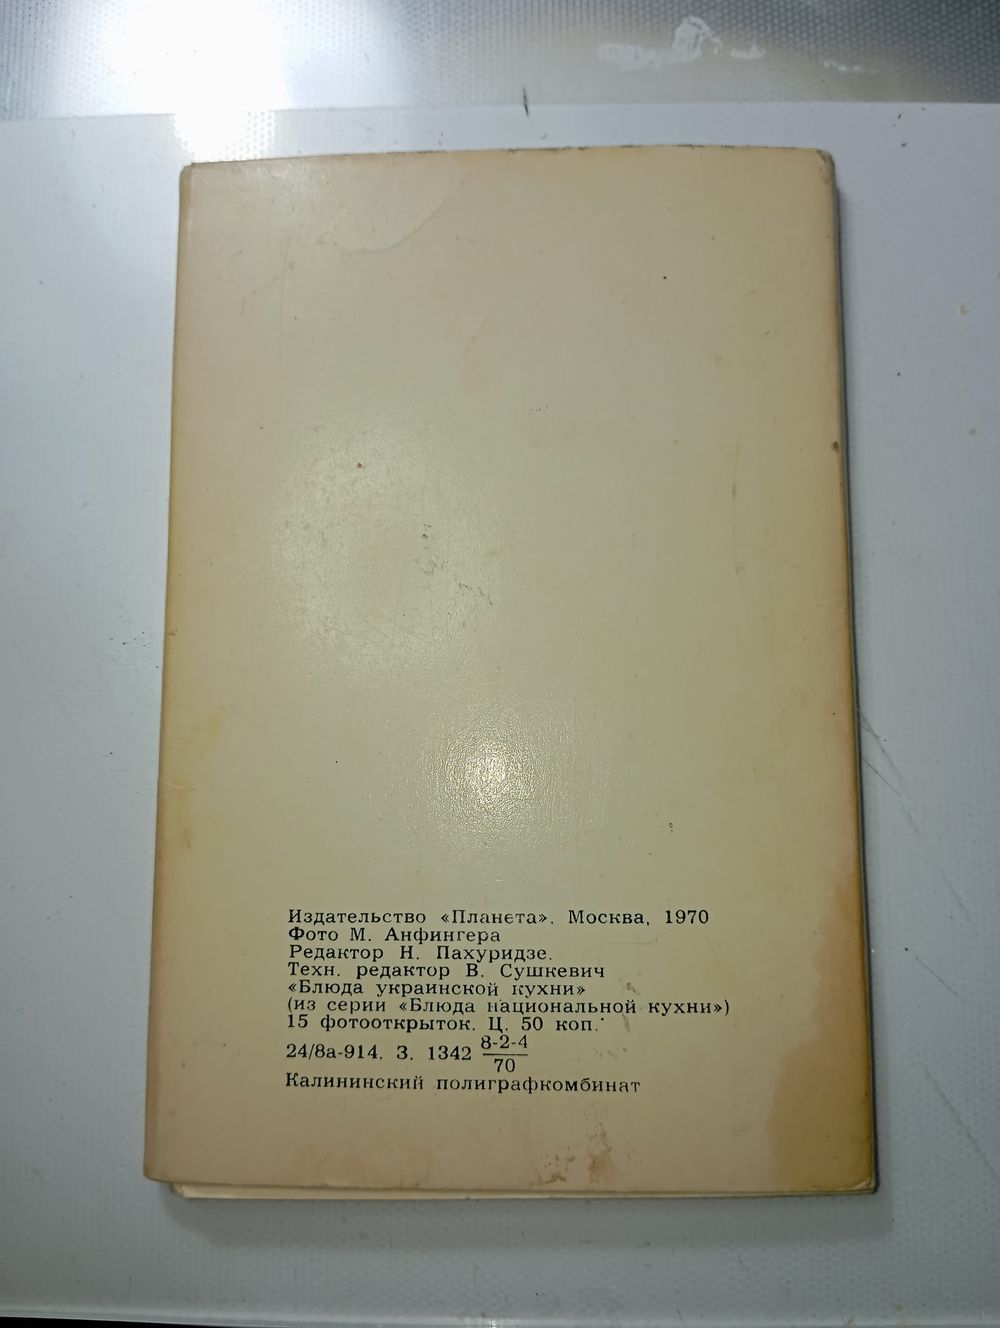 Издательство «Планета». Москва, 1970
Фото М. Анфингера
Редактор Н. Пахуридзе.
Техн. редактор В. Сушкевич
«Блюда украинской кухни»
(из серии «Блюда национальной кухни»)
15 фотооткрыток. Ц. 50 коп.
24/8а-914. З. 1342 8-2-4
70
Калининский полиграфкомбинат